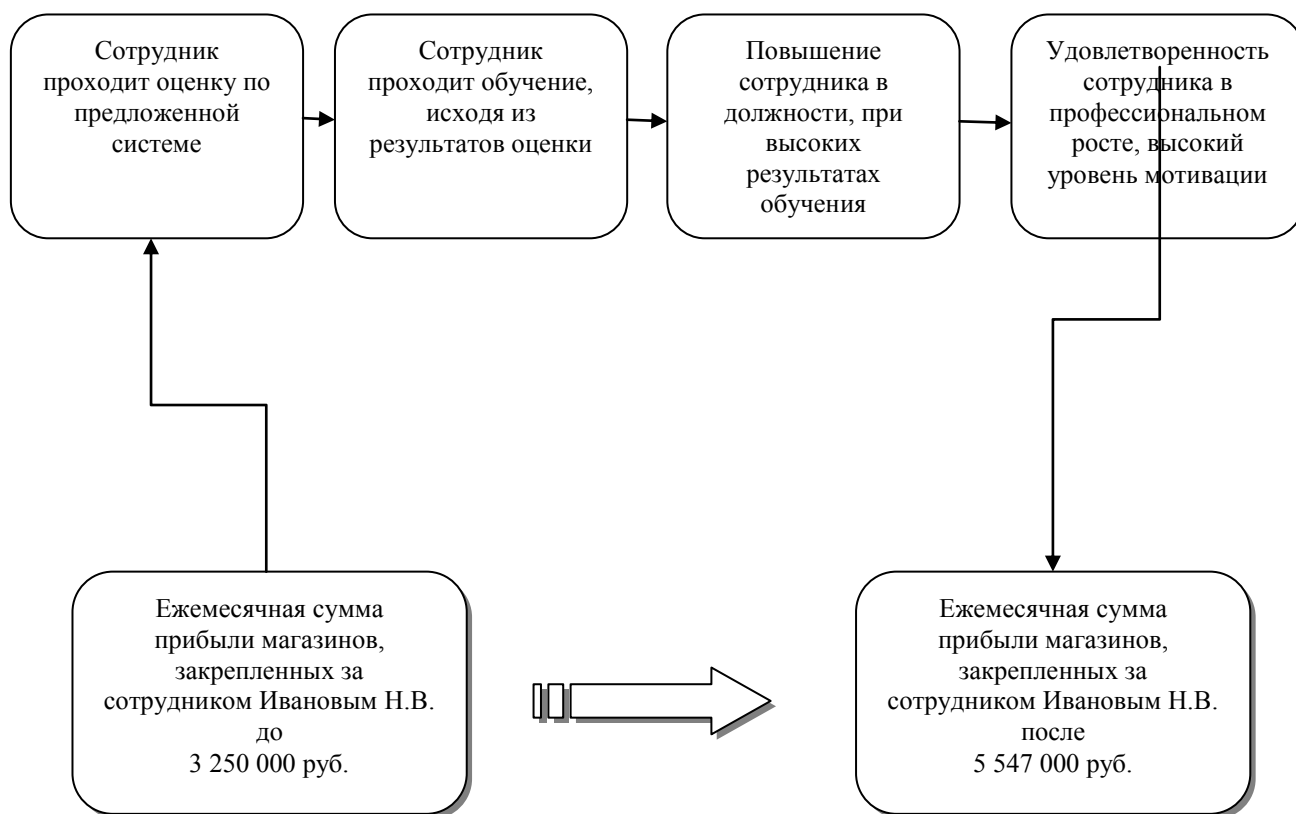 Сотрудник
проходит оценку по
предложенной
системе
Сотрудник
проходит обучение,
исходя из
результатов оценки
Повышение
сотрудника в
должности, при
высоких
результатах
обучения
Удовлетворенность
сотрудника в
профессиональном
росте, высокий
уровень мотивации
Ежемесячная сумма
прибыли магазинов,
закрепленных за
сотрудником Ивановым Н.В.
до
3 250 000 руб.
Ежемесячная сумма
прибыли магазинов,
закрепленных за
сотрудником Ивановым Н.В.
после
5 547 000 руб.